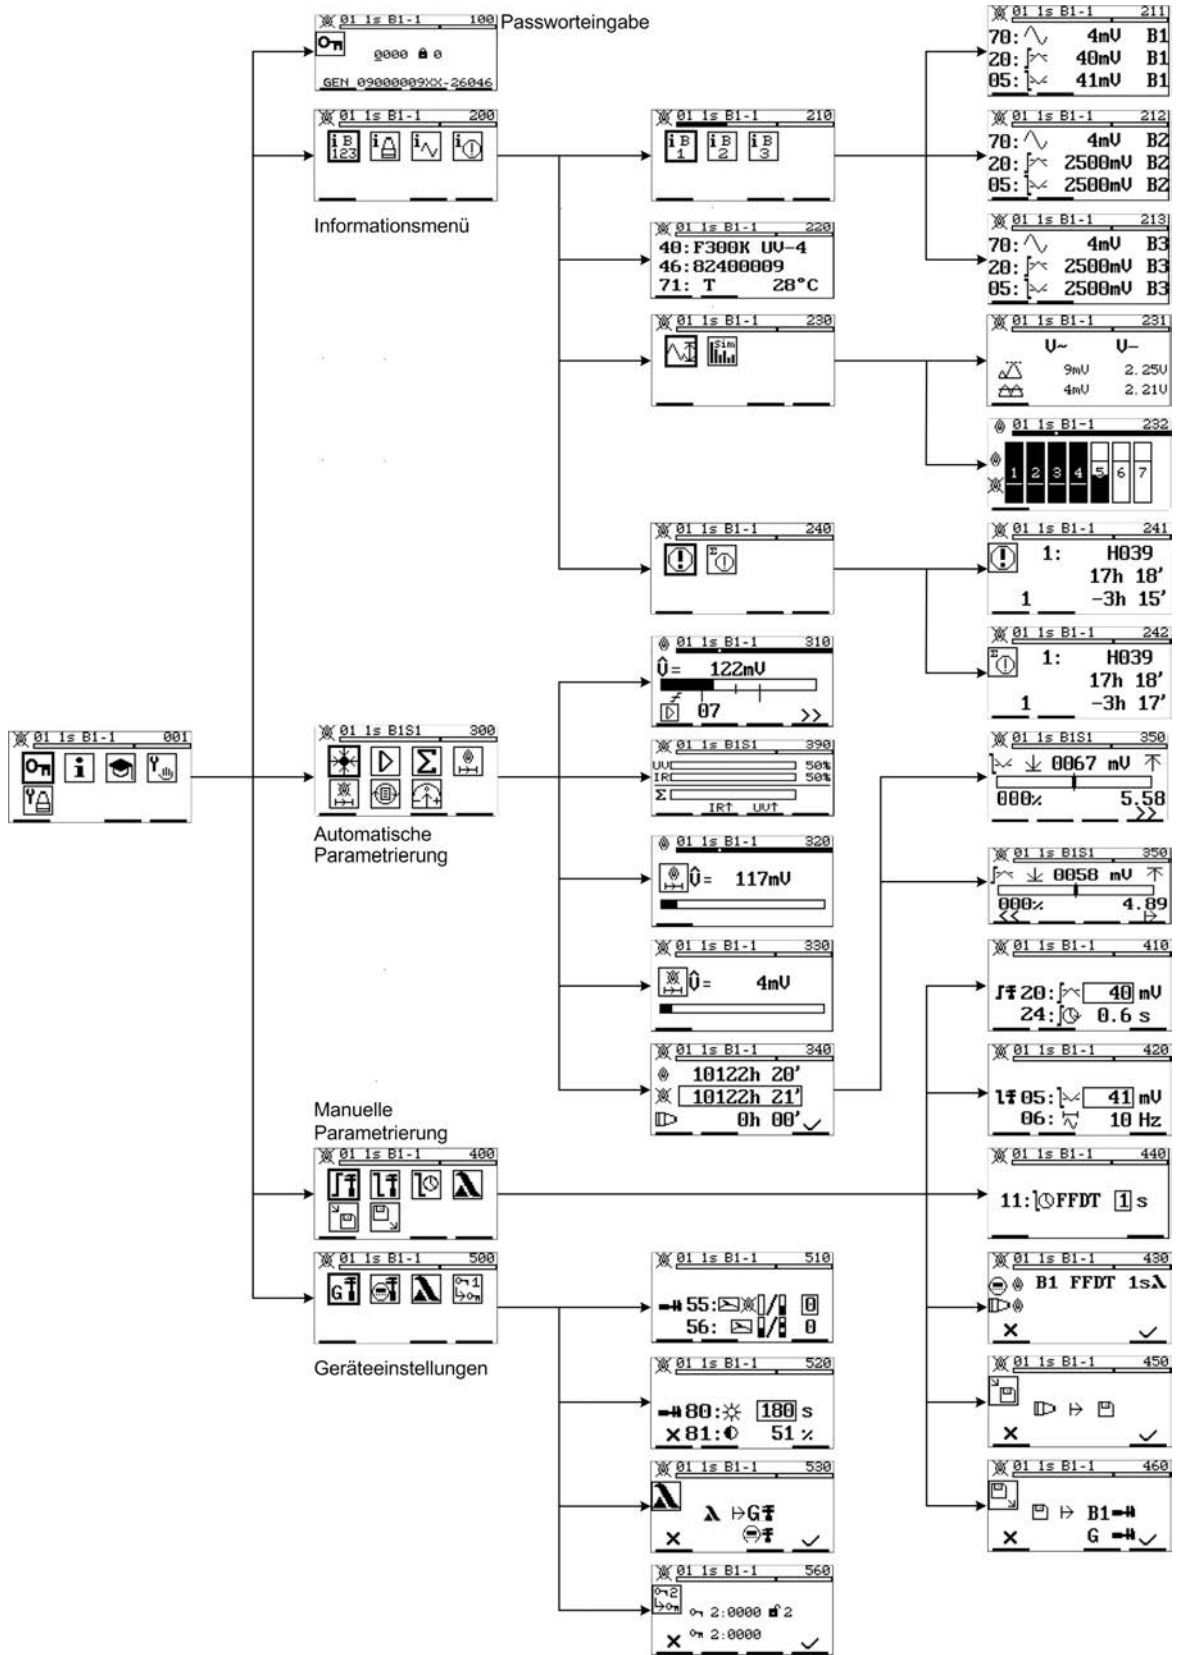 01 1s B1-1 100
Passworteingabe
0000 0
GEN 09000009XX-26046
01 1s B1-1 200
i B 123 i i i
Informationsmenü
01 1s B1-1 210
i B 1 i B 2 i B 3
01 1s B1-1 211
70: 4mV B1
20: 40mV B1
05: 41mV B1
01 1s B1-1 212
70: 4mV B2
20: 2500mV B2
05: 2500mV B2
01 1s B1-1 213
70: 4mV B3
20: 2500mV B3
05: 2500mV B3
01 1s B1-1 220
40:F300K UV-4
46:82400009
71: T 28°C
01 1s B1-1 230
Sim
01 1s B1-1 231
V~ V–
9mV 2.25V
4mV 2.21V
01 1s B1-1 232
1 2 3 4 5 6 7
01 1s B1-1 240
Σ
01 1s B1-1 241
1: H039
17h 18'
1 -3h 15'
01 1s B1-1 242
Σ 1: H039
17h 18'
1 -3h 17'
01 1s B1-1 001
i
01 1s B1S1 300
Σ
Automatische
Parametrierung
01 1s B1-1 310
Û= 122mV
07 >>
01 1s B1S1 390
UV 50%
IR 50%
Σ
IR↑ UV↑
01 1s B1-1 320
Û= 117mV
01 1s B1-1 330
Û= 4mV
01 1s B1-1 340
10122h 20'
10122h 21'
0h 00'
01 1s B1S1 350
0067 mV
000% 5.58
>>
01 1s B1S1 350
0058 mV
000% 4.89
<<
Manuelle
Parametrierung
01 1s B1-1 400
01 1s B1-1 410
20: 40 mV
24: 0.6 s
01 1s B1-1 420
05: 41 mV
06: 10 Hz
01 1s B1-1 440
11: FFDT 1 s
01 1s B1-1 430
B1 FFDT 1sλ
01 1s B1-1 450
01 1s B1-1 460
B1
G
01 1s B1-1 500
G 1
Geräteeinstellungen
01 1s B1-1 510
55: / 0
56: / 0
01 1s B1-1 520
80: 180 s
81: 51 %
01 1s B1-1 530
λ G
01 1s B1-1 560
2
2:0000 2
2:0000